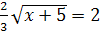 2/3√(x + 5) = 2